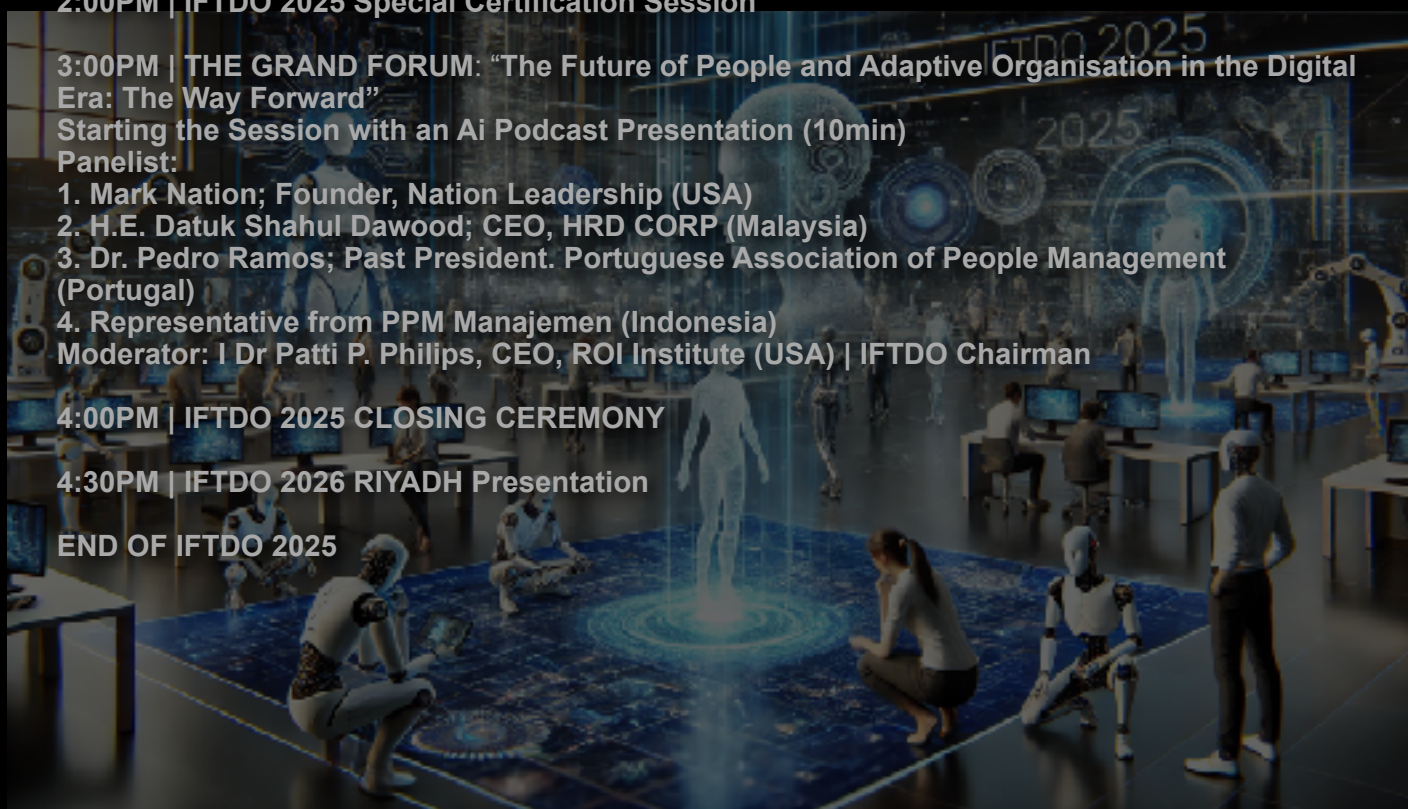 2:00PM | IFTDO 2025 Special Certification Session
IFTDO 2025
3:00PM | THE GRAND FORUM: “The Future of People and Adaptive Organisation in the Digital
Era: The Way Forward”
2025
Starting the Session with an Ai Podcast Presentation (10min)
Panelist:
1. Mark Nation; Founder, Nation Leadership (USA)
2. H.E. Datuk Shahul Dawood; CEO, HRD CORP (Malaysia)
3. Dr. Pedro Ramos; Past President. Portuguese Association of People Management
(Portugal)
4. Representative from PPM Manajemen (Indonesia)
Moderator: I Dr Patti P. Philips, CEO, ROI Institute (USA) | IFTDO Chairman
4:00PM | IFTDO 2025 CLOSING CEREMONY
4:30PM | IFTDO 2026 RIYADH Presentation
END OF IFTDO 2025